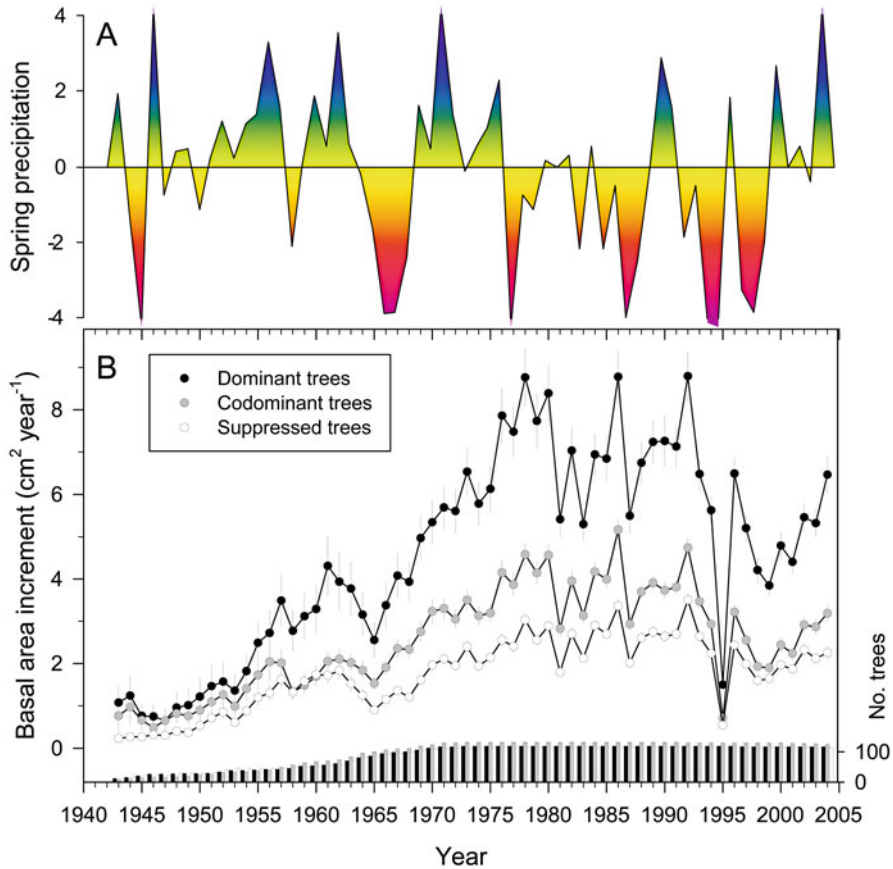 A
Spring precipitation
4
2
0
-2
-4
B
Dominant trees
Codominant trees
Suppressed trees
Basal area increment (cm² year⁻¹)
8
6
4
2
0
No. trees
100
0
1940 1945 1950 1955 1960 1965 1970 1975 1980 1985 1990 1995 2000 2005
Year